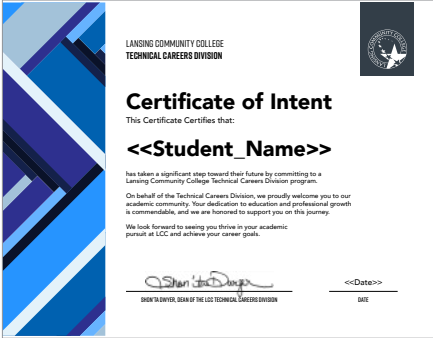 LANSING COMMUNITY COLLEGE
TECHNICAL CAREERS DIVISION
LANSING COMMUNITY COLLEGE
Certificate of Intent
This Certificate Certifies that:
<<Student_Name>>
has taken a significant step toward their future by committing to a
Lansing Community College Technical Careers Division program.
On behalf of the Technical Careers Division, we proudly welcome you to our
academic community. Your dedication to education and professional growth
is commendable, and we are honored to support you on this journey.
We look forward to seeing you thrive in your academic
pursuit at LCC and achieve your career goals.
Shon'ta Dwyer
<<Date>>
SHON'TA DWYER, DEAN OF THE LCC TECHNICAL CAREERS DIVISION
DATE